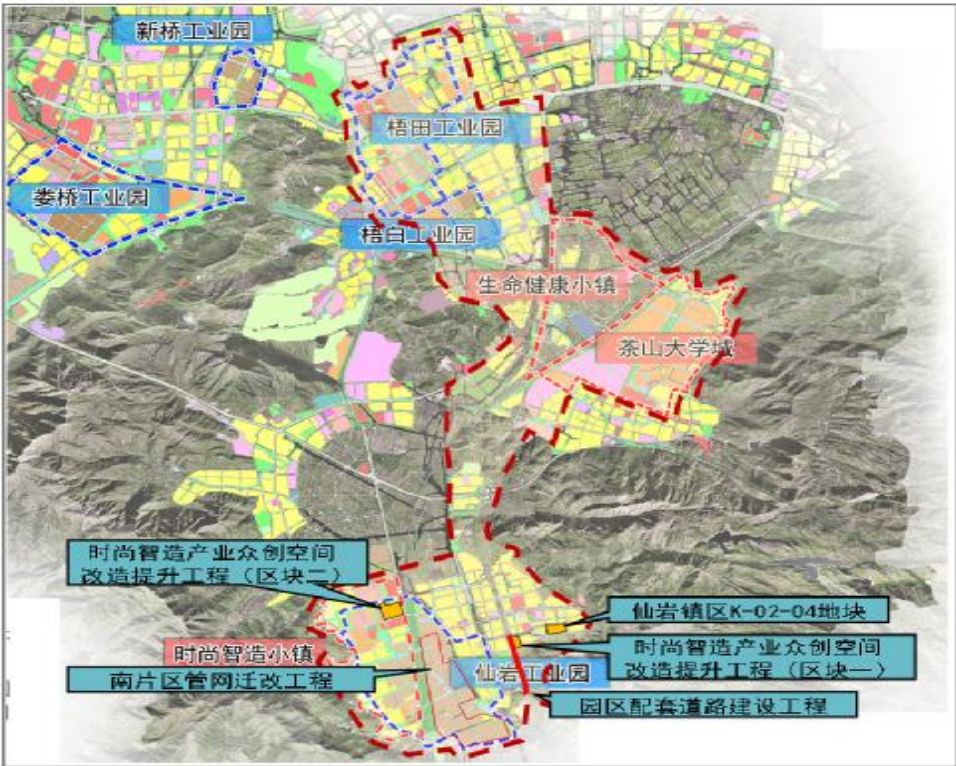 新桥工业园
梧田工业园
娄桥工业园
梧白工业园
生命健康小镇
茶山大学城
时尚智造产业众创空间
改造提升工程（区块二）
仙岩镇区K-02-04地块
时尚智造小镇
时尚智造产业众创空间
改造提升工程（区块一）
南片区管网迁改工程
仙岩工业园
园区配套道路建设工程